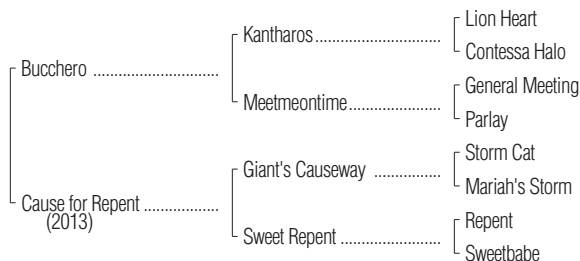 Lion Heart
Kantharos
Contessa Halo
Bucchero
General Meeting
Meetmeontime
Parlay
Storm Cat
Giant's Causeway
Mariah's Storm
Cause for Repent
(2013)
Repent
Sweet Repent
Sweetbabe